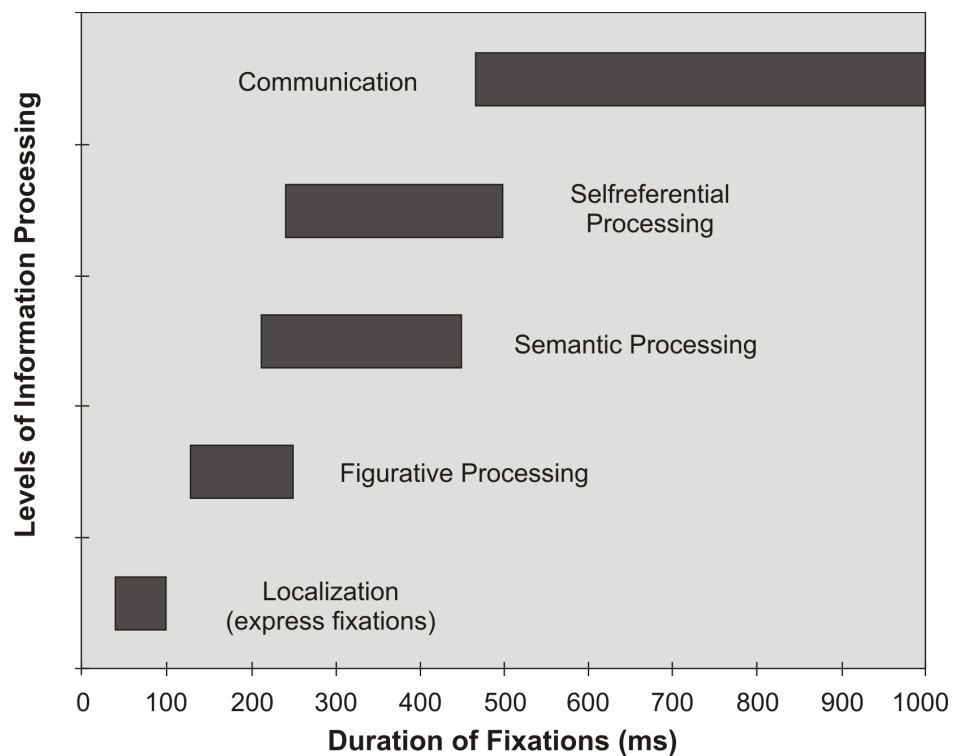 Communication
Selfreferential
Processing
Semantic Processing
Figurative Processing
Localization
(express fixations)
Levels of Information Processing
0 100 200 300 400 500 600 700 800 900 1000
Duration of Fixations (ms)